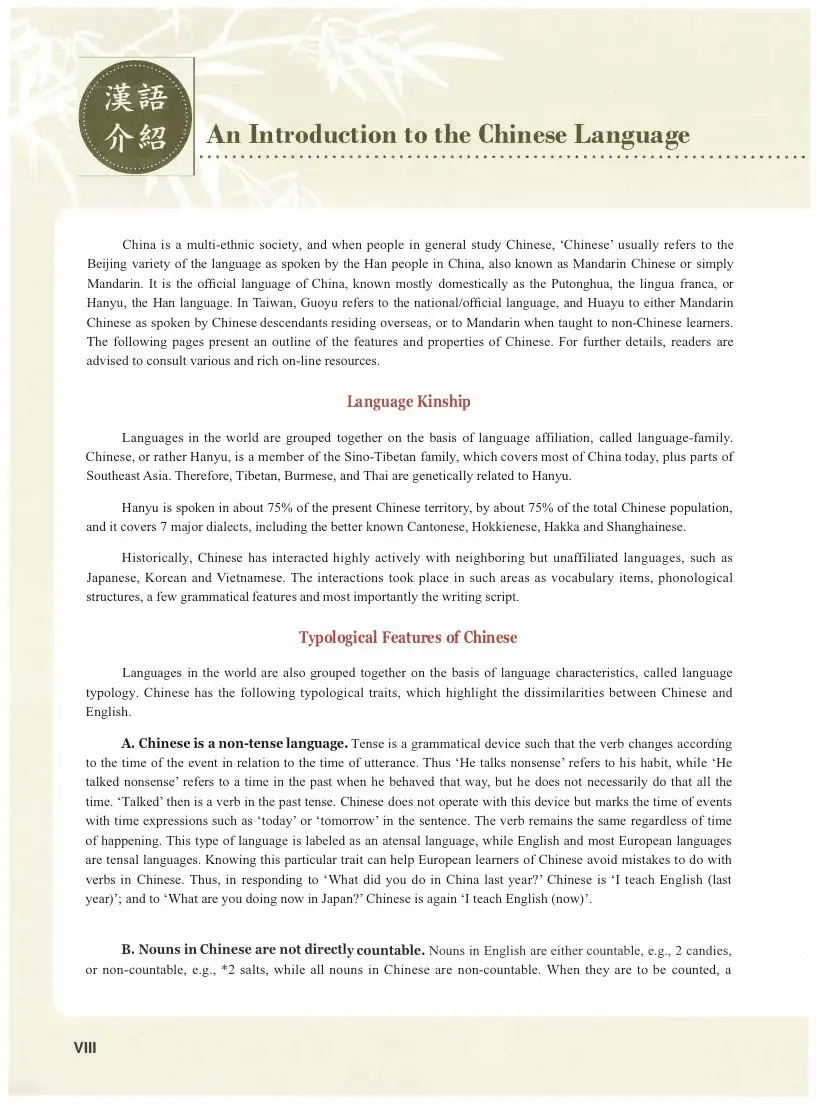 漢語
介紹
An Introduction to the Chinese Language
China is a multi-ethnic society, and when people in general study Chinese, ‘Chinese’ usually refers to the
Beijing variety of the language as spoken by the Han people in China, also known as Mandarin Chinese or simply
Mandarin. It is the official language of China, known mostly domestically as the Putonghua, the lingua franca, or
Hanyu, the Han language. In Taiwan, Guoyu refers to the national/official language, and Huayu to either Mandarin
Chinese as spoken by Chinese descendants residing overseas, or to Mandarin when taught to non-Chinese learners.
The following pages present an outline of the features and properties of Chinese. For further details, readers are
advised to consult various and rich on-line resources.
Language Kinship
Languages in the world are grouped together on the basis of language affiliation, called language-family.
Chinese, or rather Hanyu, is a member of the Sino-Tibetan family, which covers most of China today, plus parts of
Southeast Asia. Therefore, Tibetan, Burmese, and Thai are genetically related to Hanyu.
Hanyu is spoken in about 75% of the present Chinese territory, by about 75% of the total Chinese population,
and it covers 7 major dialects, including the better known Cantonese, Hokkienese, Hakka and Shanghainese.
Historically, Chinese has interacted highly actively with neighboring but unaffiliated languages, such as
Japanese, Korean and Vietnamese. The interactions took place in such areas as vocabulary items, phonological
structures, a few grammatical features and most importantly the writing script.
Typological Features of Chinese
Languages in the world are also grouped together on the basis of language characteristics, called language
typology. Chinese has the following typological traits, which highlight the dissimilarities between Chinese and
English.
A. Chinese is a non-tense language. Tense is a grammatical device such that the verb changes according
to the time of the event in relation to the time of utterance. Thus ‘He talks nonsense’ refers to his habit, while ‘He
talked nonsense’ refers to a time in the past when he behaved that way, but he does not necessarily do that all the
time. ‘Talked’ then is a verb in the past tense. Chinese does not operate with this device but marks the time of events
with time expressions such as ‘today’ or ‘tomorrow’ in the sentence. The verb remains the same regardless of time
of happening. This type of language is labeled as an atensal language, while English and most European languages
are tensal languages. Knowing this particular trait can help European learners of Chinese avoid mistakes to do with
verbs in Chinese. Thus, in responding to ‘What did you do in China last year?’ Chinese is ‘I teach English (last
year)’; and to ‘What are you doing now in Japan?’ Chinese is again ‘I teach English (now)’.
B. Nouns in Chinese are not directly countable. Nouns in English are either countable, e.g., 2 candies,
or non-countable, e.g., *2 salts, while all nouns in Chinese are non-countable. When they are to be counted, a
VIII